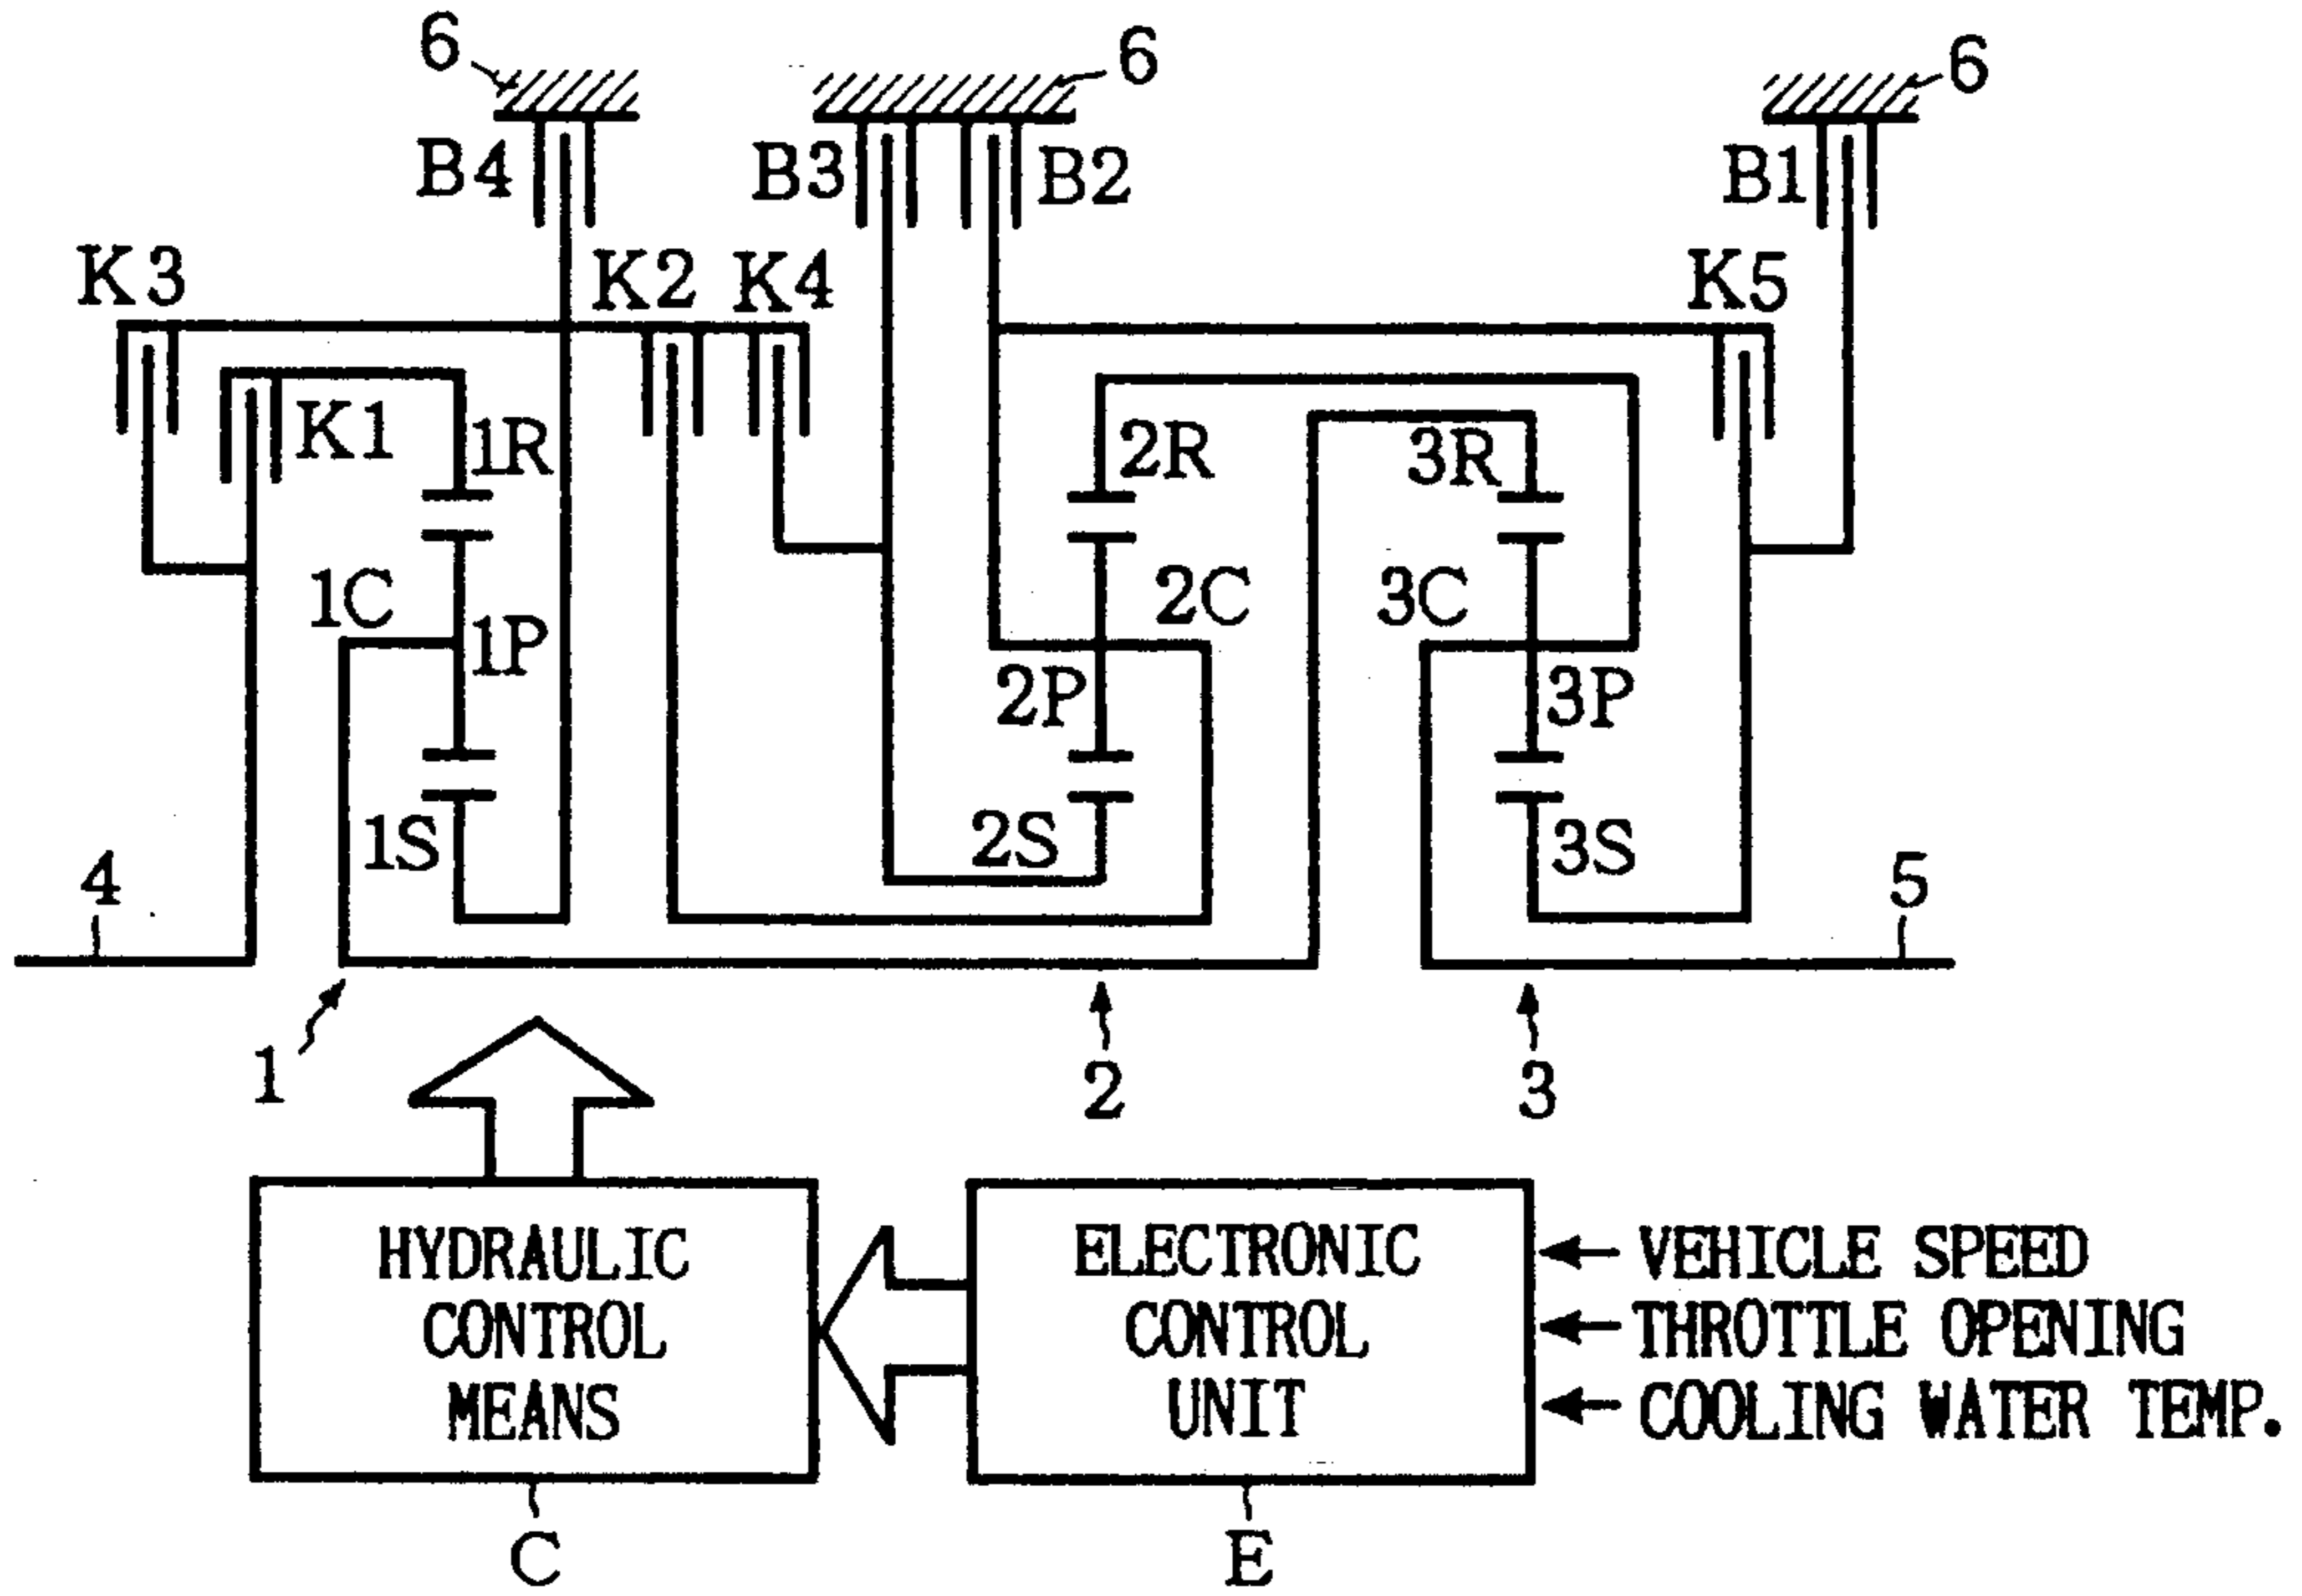 6
6
6
B4
B3
B2
B1
K3
K2
K4
K5
K1
1R
2R
3R
1C
1P
2C
3C
2P
3P
1S
2S
3S
4
5
1
2
3
HYDRAULIC
CONTROL
MEANS
ELECTRONIC
CONTROL
UNIT
VEHICLE SPEED
THROTTLE OPENING
COOLING WATER TEMP.
C
E